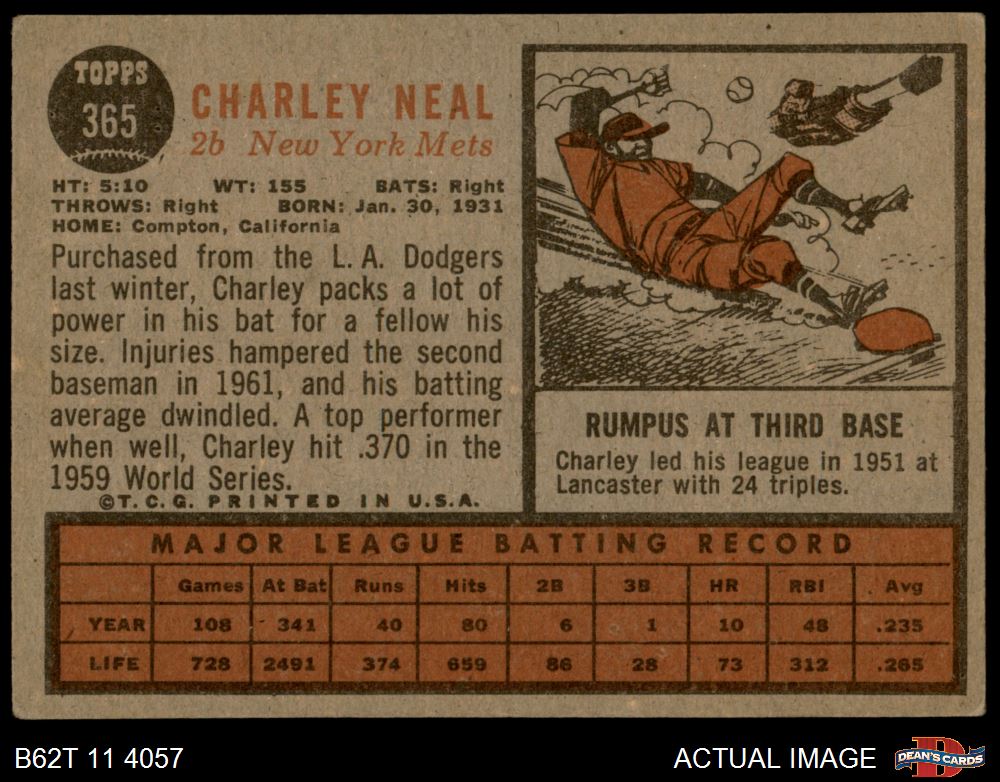 TOPPS
365
CHARLEY NEAL
2b New York Mets
HT: 5:10 WT: 155 BATS: Right
THROWS: Right BORN: Jan. 30, 1931
HOME: Compton, California
Purchased from the L. A. Dodgers
last winter, Charley packs a lot of
power in his bat for a fellow his
size. Injuries hampered the second
baseman in 1961, and his batting
average dwindled. A top performer
when well, Charley hit .370 in the
1959 World Series.
©T. C. G. PRINTED IN U.S.A.
RUMPUS AT THIRD BASE
Charley led his league in 1951 at
Lancaster with 24 triples.
MAJOR LEAGUE BATTING RECORD
Games At Bat Runs Hits 2B 3B HR RBI Avg
YEAR 108 341 40 80 6 1 10 48 .235
LIFE 728 2491 374 659 86 28 73 312 .265
B62T 11 4057 ACTUAL IMAGE D DEAN'S CARDS